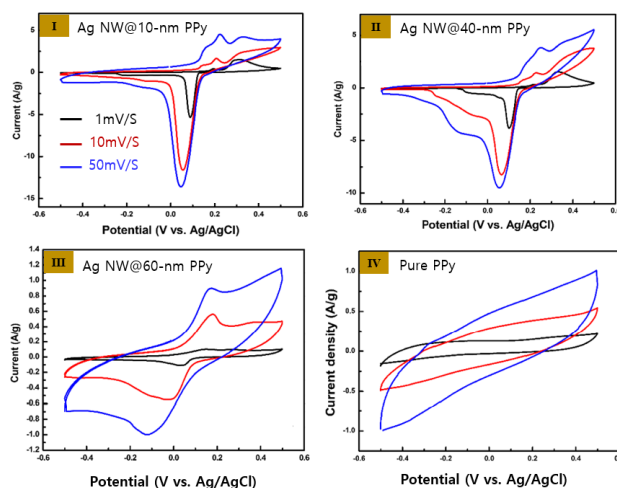 I Ag NW@10-nm PPy
5
0
-5
-10
-15
Current (A/g)
1mV/S
10mV/S
50mV/S
-0.6 -0.4 -0.2 0.0 0.2 0.4 0.6
Potential (V vs. Ag/AgCl)
II Ag NW@40-nm PPy
5
0
-5
-10
Current (A/g)
-0.6 -0.4 -0.2 0.0 0.2 0.4 0.6
Potential (V vs. Ag/AgCl)
III Ag NW@60-nm PPy
1.4
1.2
1.0
0.8
0.6
0.4
0.2
0.0
-0.2
-0.4
-0.6
-0.8
-1.0
-1.2
Current (A/g)
-0.6 -0.4 -0.2 0.0 0.2 0.4 0.6
Potential (V vs. Ag/AgCl)
IV Pure PPy
1.0
0.5
0.0
-0.5
-1.0
Current density (A/g)
-0.6 -0.4 -0.2 0.0 0.2 0.4 0.6
Potential (V vs. Ag/AgCl)